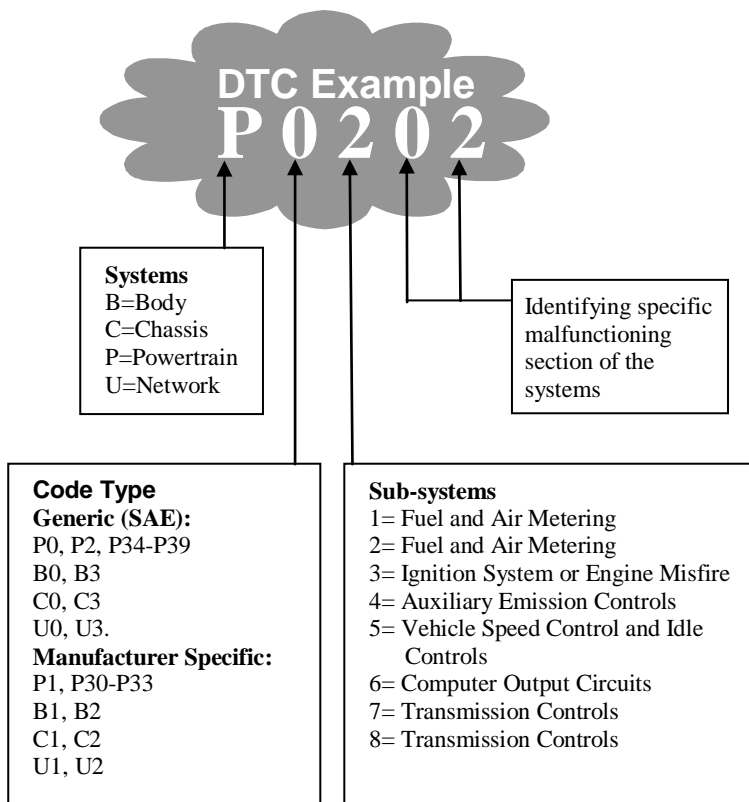 DTC Example
P 0 2 0 2
Systems
B=Body
C=Chassis
P=Powertrain
U=Network
Identifying specific
malfunctioning
section of the
systems
Code Type
Generic (SAE):
P0, P2, P34-P39
B0, B3
C0, C3
U0, U3.
Manufacturer Specific:
P1, P30-P33
B1, B2
C1, C2
U1, U2
Sub-systems
1= Fuel and Air Metering
2= Fuel and Air Metering
3= Ignition System or Engine Misfire
4= Auxiliary Emission Controls
5= Vehicle Speed Control and Idle
Controls
6= Computer Output Circuits
7= Transmission Controls
8= Transmission Controls